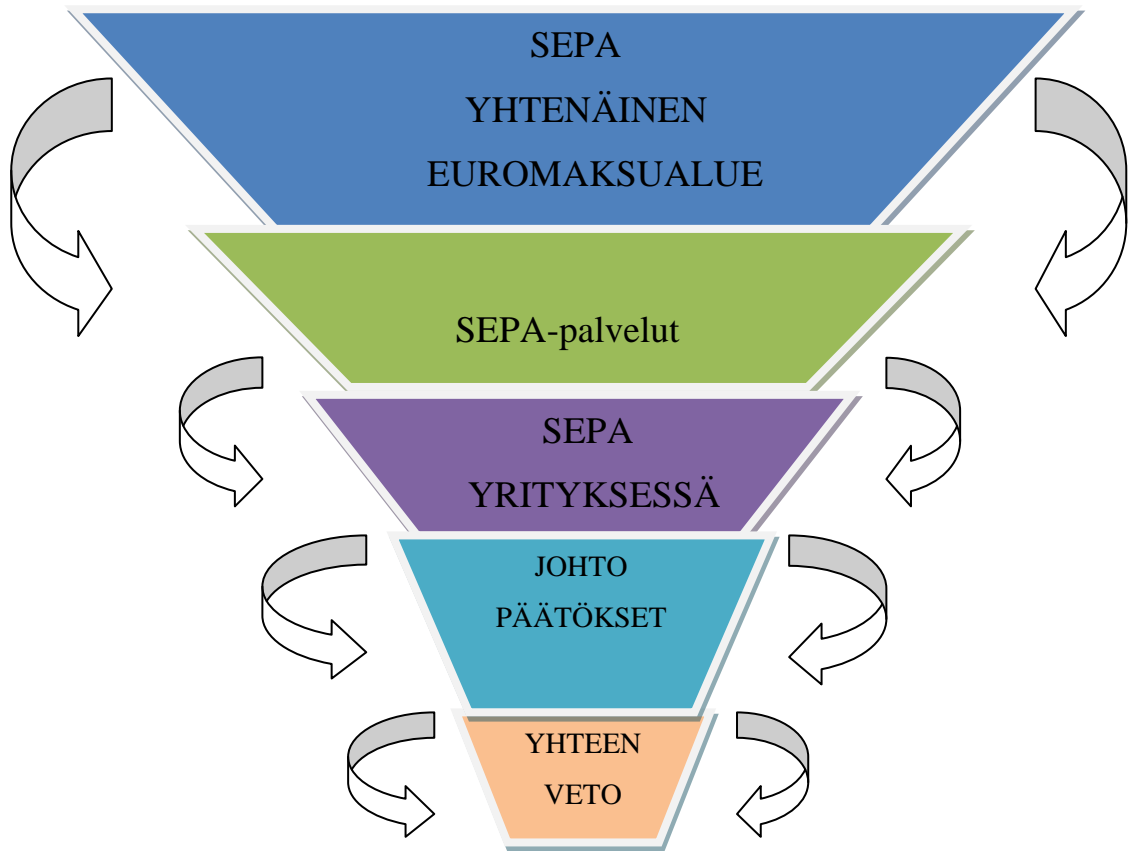 SEPA
YHTENÄINEN
EUROMAKSUALUE
SEPA-palvelut
SEPA
YRITYKSESSÄ
JOHTO
PÄÄTÖKSET
YHTEEN
VETO